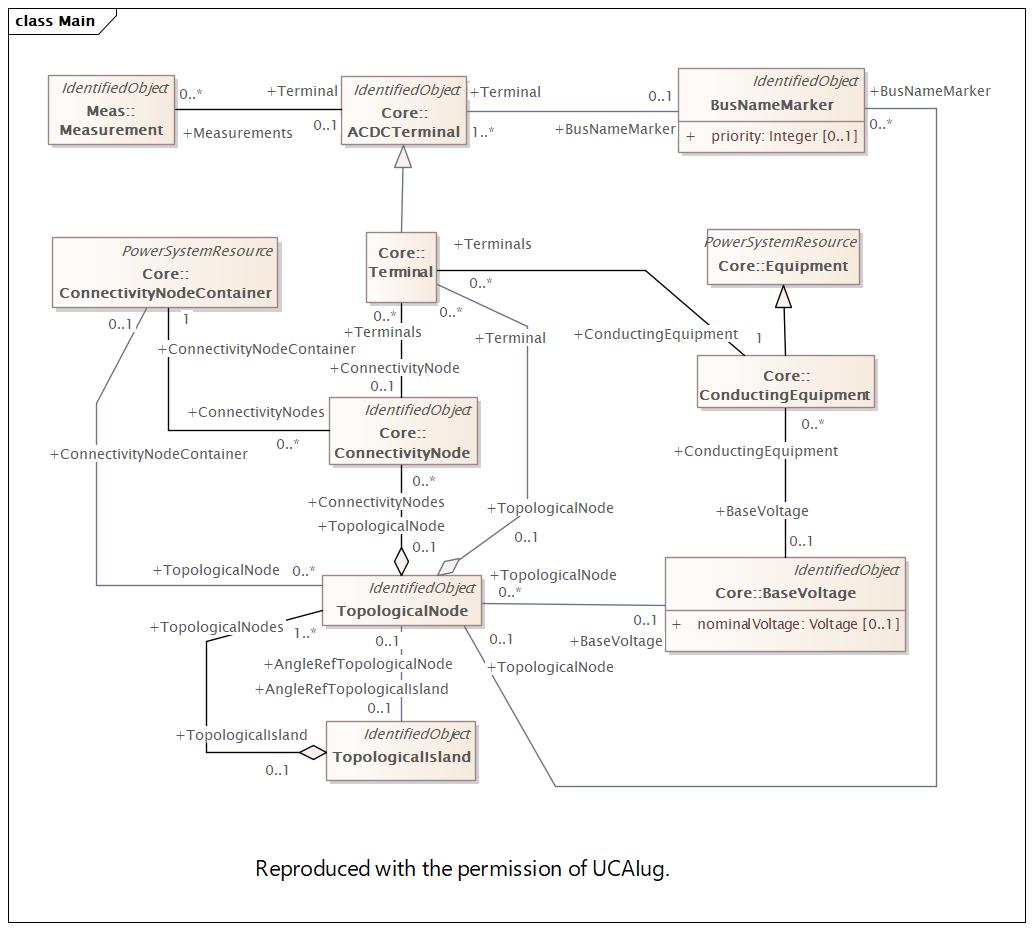 class Main
IdentifiedObject
Meas::
Measurement
0..*
+Measurements
+Terminal
0..1
IdentifiedObject
Core::
ACDCTerminal
+Terminal
1..*
0..1
+BusNameMarker
IdentifiedObject
BusNameMarker
+ priority: Integer [0..1]
+BusNameMarker
0..*
PowerSystemResource
Core::
ConnectivityNodeContainer
Core::
Terminal
+Terminals
0..*
PowerSystemResource
Core::Equipment
0..1
1
0..*
0..*
+Terminals
+Terminal
+ConductingEquipment
1
+ConnectivityNodeContainer
+ConnectivityNode
0..1
Core::
ConductingEquipment
+ConnectivityNodes
0..*
IdentifiedObject
Core::
ConnectivityNode
0..*
+ConductingEquipment
+ConnectivityNodeContainer
0..*
+ConnectivityNodes
+TopologicalNode
0..1
+TopologicalNode
0..1
+BaseVoltage
0..1
+TopologicalNode
0..*
IdentifiedObject
TopologicalNode
+TopologicalNode
0..*
0..1
+BaseVoltage
IdentifiedObject
Core::BaseVoltage
+ nominalVoltage: Voltage [0..1]
+TopologicalNodes
1..*
0..1
+AngleRefTopologicalNode
0..1
+TopologicalNode
+AngleRefTopologicalIsland
0..1
+TopologicalIsland
0..1
IdentifiedObject
TopologicalIsland
Reproduced with the permission of UCAIug.